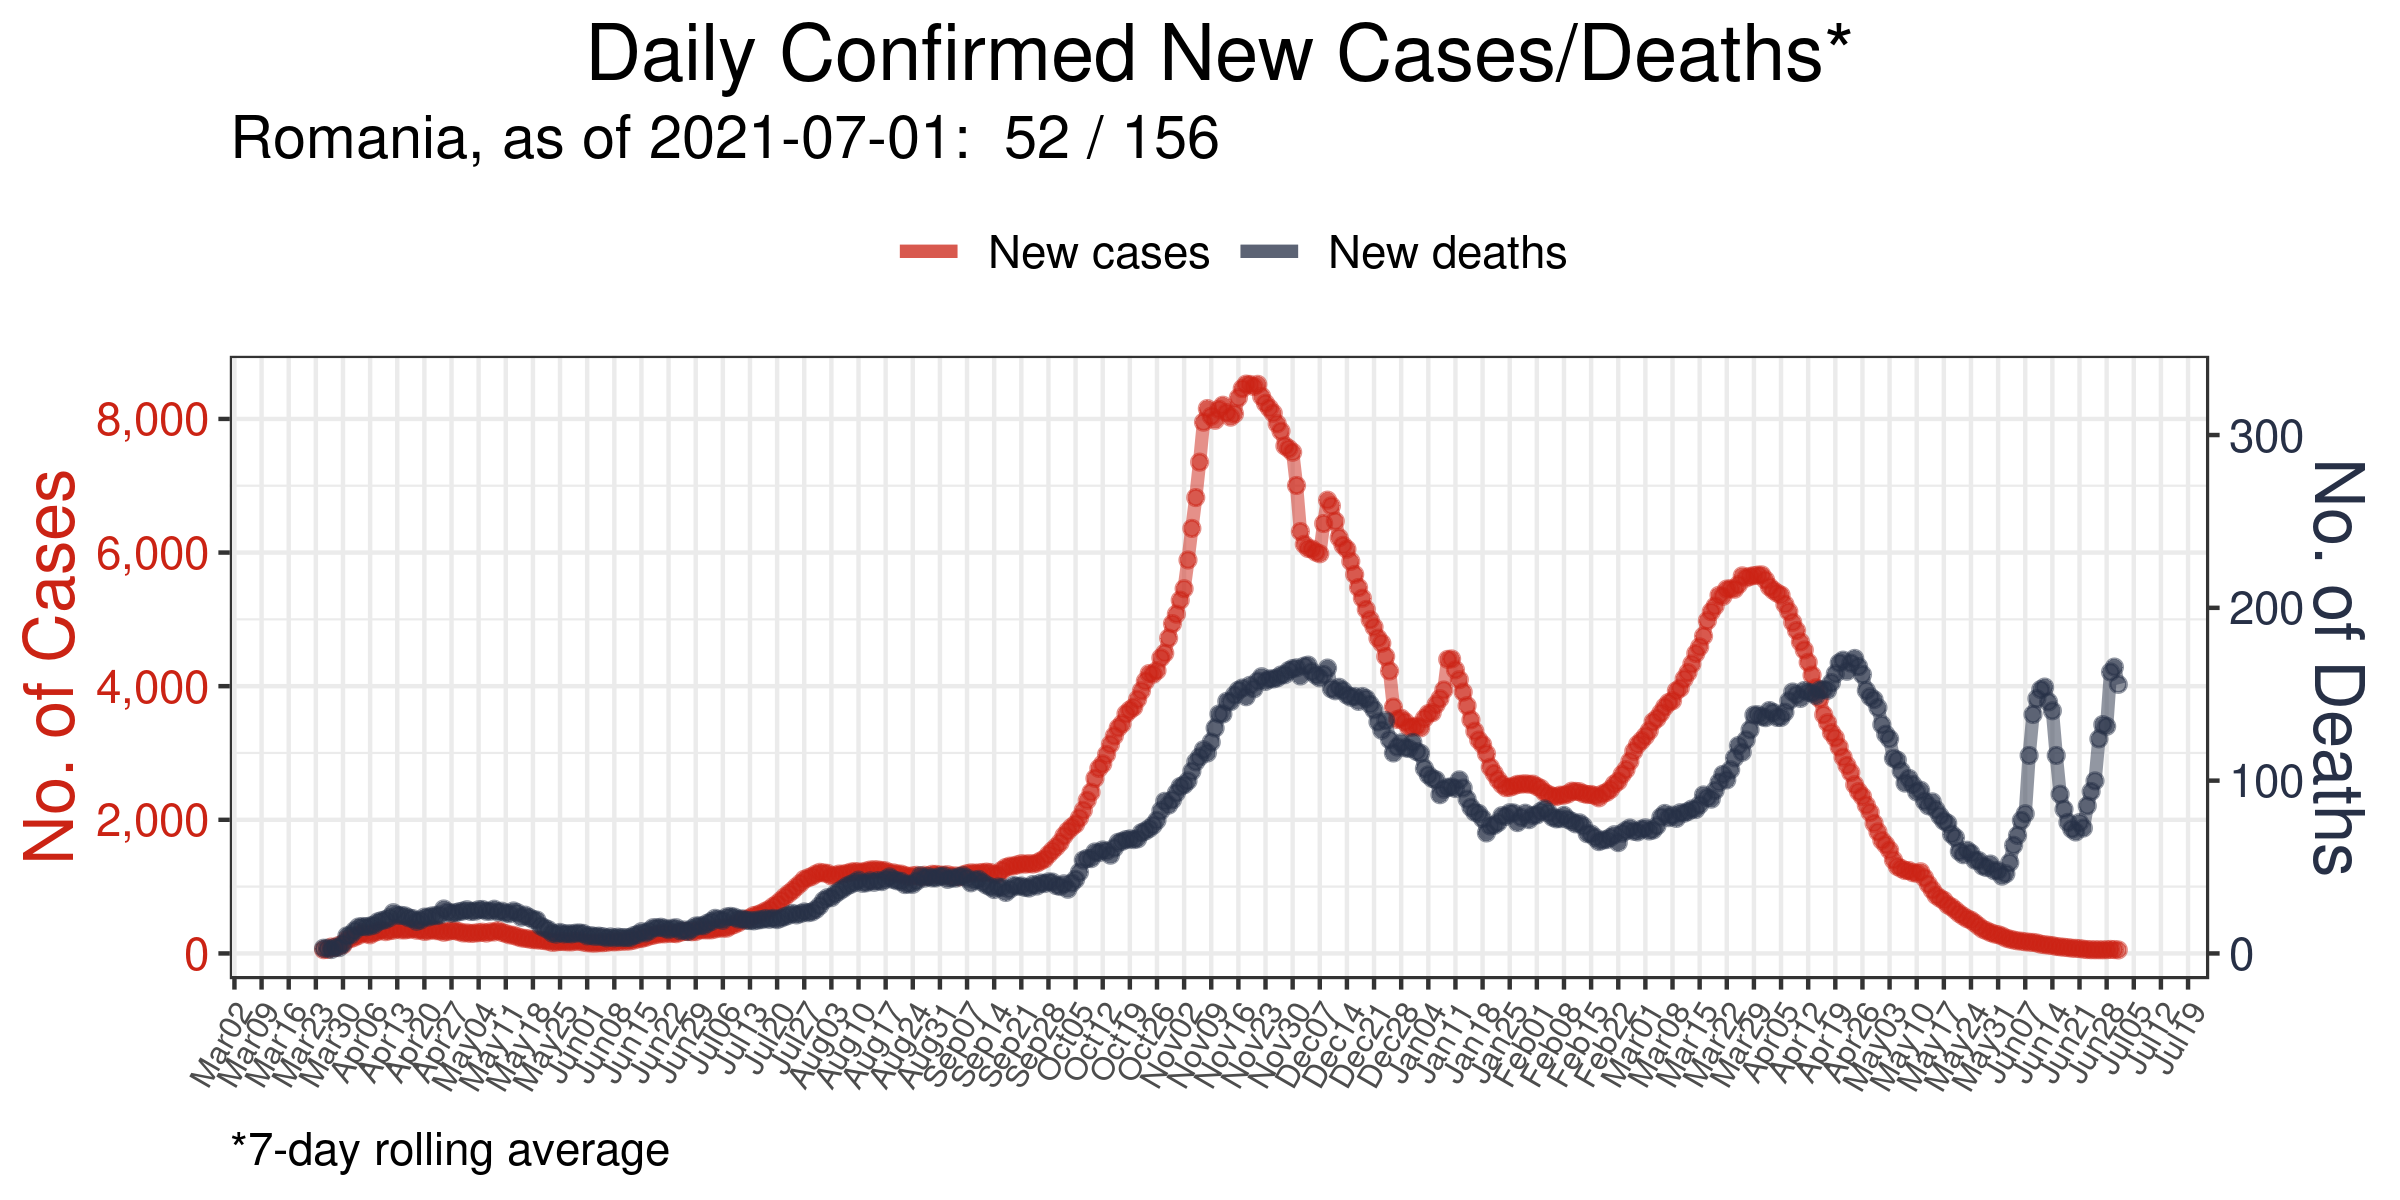 Daily Confirmed New Cases/Deaths*
Romania, as of 2021-07-01:  52 / 156
New cases
New deaths
No. of Cases
8,000
6,000
4,000
2,000
0
300
200
100
0
No. of Deaths
Mar02
Mar09
Mar16
Mar23
Mar30
Apr06
Apr13
Apr20
Apr27
May04
May11
May18
May25
Jun01
Jun08
Jun15
Jun22
Jun29
Jul06
Jul13
Jul20
Jul27
Aug03
Aug10
Aug17
Aug24
Aug31
Sep07
Sep14
Sep21
Sep28
Oct05
Oct12
Oct19
Oct26
Nov02
Nov09
Nov16
Nov23
Nov30
Dec07
Dec14
Dec21
Dec28
Jan04
Jan11
Jan18
Jan25
Feb01
Feb08
Feb15
Feb22
Mar01
Mar08
Mar15
Mar22
Mar29
Apr05
Apr12
Apr19
Apr26
May03
May10
May17
May24
May31
Jun07
Jun14
Jun21
Jun28
Jul05
Jul12
Jul19
*7-day rolling average